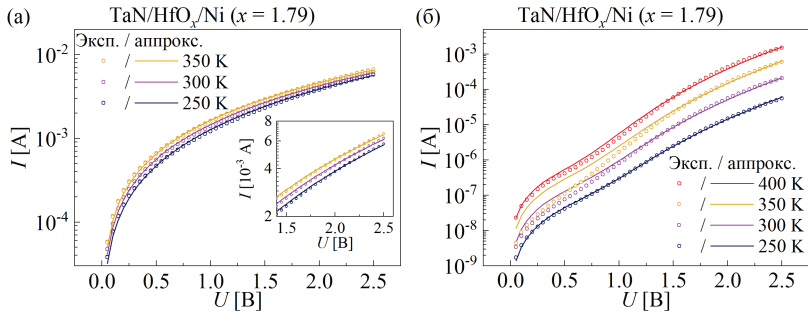 (а)
TaN/HfOₓ/Ni (x = 1.79)
Эксп. / аппрокс.
/ 350 K
/ 300 K
/ 250 K
I [А]
10⁻²
10⁻³
10⁻⁴
0.0 0.5 1.0 1.5 2.0 2.5
U [В]
I [10⁻³ А]
8
4
2
1.5 2.0 2.5
U [В]
(б)
TaN/HfOₓ/Ni (x = 1.79)
I [А]
10⁻³
10⁻⁴
10⁻⁵
10⁻⁶
10⁻⁷
10⁻⁸
10⁻⁹
Эксп. / аппрокс.
/ 400 K
/ 350 K
/ 300 K
/ 250 K
0.0 0.5 1.0 1.5 2.0 2.5
U [В]